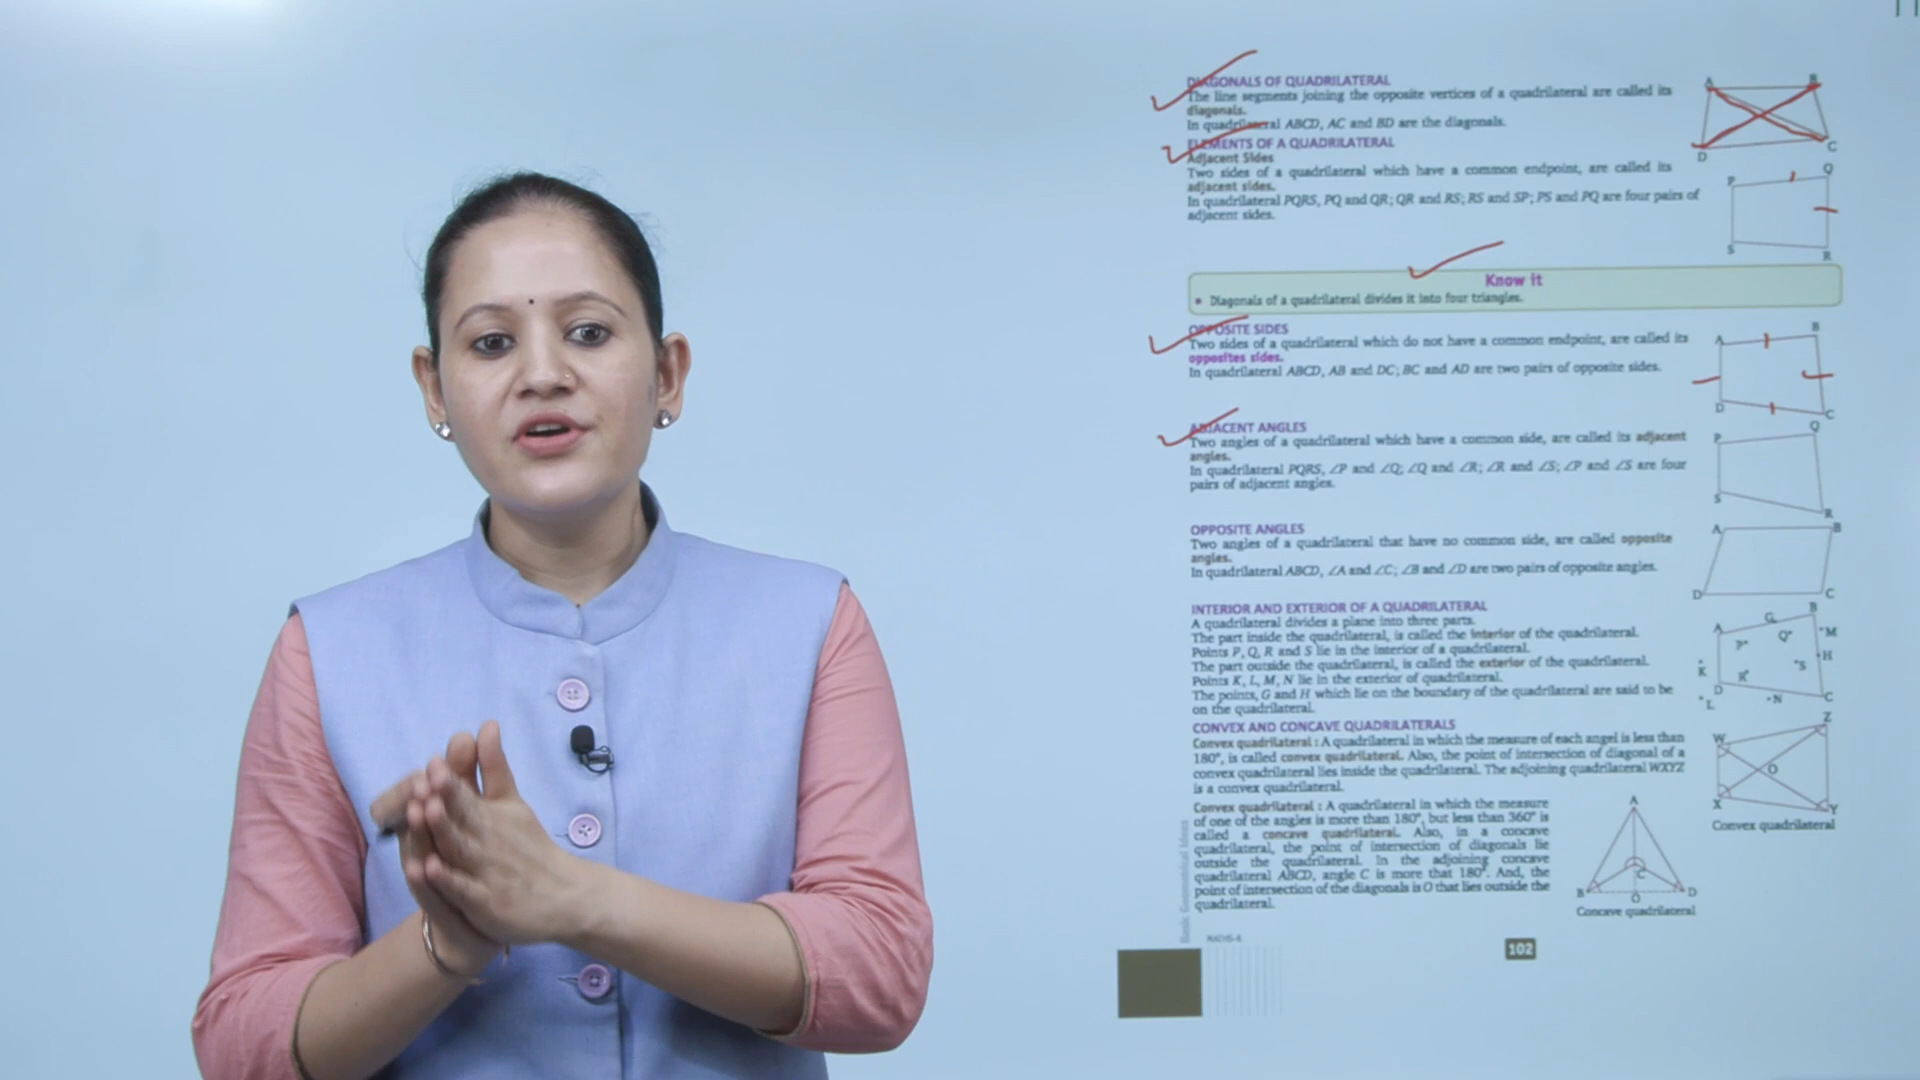 DIAGONALS OF QUADRILATERAL
The line segments joining the opposite vertices of a quadrilateral are called its
diagonals.
In quadrilateral ABCD, AC and BD are the diagonals.
A B
D C
ELEMENTS OF A QUADRILATERAL
Adjacent Sides
Two sides of a quadrilateral which have a common endpoint, are called its
adjacent sides.
In quadrilateral PQRS, PQ and QR; QR and RS; RS and SP; PS and PQ are four pairs of
adjacent sides.
P Q
S R
Know it
• Diagonals of a quadrilateral divides it into four triangles.
OPPOSITE SIDES
Two sides of a quadrilateral which do not have a common endpoint, are called its
opposites sides.
In quadrilateral ABCD, AB and DC; BC and AD are two pairs of opposite sides.
A B
D C
ADJACENT ANGLES
Two angles of a quadrilateral which have a common side, are called its adjacent
angles.
In quadrilateral PQRS, ∠P and ∠Q; ∠Q and ∠R; ∠R and ∠S; ∠P and ∠S are four
pairs of adjacent angles.
P Q
S R
OPPOSITE ANGLES
Two angles of a quadrilateral that have no common side, are called opposite
angles.
In quadrilateral ABCD, ∠A and ∠C; ∠B and ∠D are two pairs of opposite angles.
A B
D C
INTERIOR AND EXTERIOR OF A QUADRILATERAL
A quadrilateral divides a plane into three parts.
The part inside the quadrilateral, is called the interior of the quadrilateral.
Points P, Q, R and S lie in the interior of a quadrilateral.
The part outside the quadrilateral, is called the exterior of the quadrilateral.
Points K, L, M, N lie in the exterior of quadrilateral.
The points, G and H which lie on the boundary of the quadrilateral are said to be
on the quadrilateral.
A G B
P Q M
H
K R S
D C
L N
CONVEX AND CONCAVE QUADRILATERALS
Convex quadrilateral : A quadrilateral in which the measure of each angel is less than
180°, is called convex quadrilateral. Also, the point of intersection of diagonal of a
convex quadrilateral lies inside the quadrilateral. The adjoining quadrilateral WXYZ
is a convex quadrilateral.
W Z
O
X Y
Convex quadrilateral
Convex quadrilateral : A quadrilateral in which the measure
of one of the angles is more than 180°, but less than 360° is
called a concave quadrilateral. Also, in a concave
quadrilateral, the point of intersection of diagonals lie
outside the quadrilateral. In the adjoining concave
quadrilateral ABCD, angle C is more that 180°. And, the
point of intersection of the diagonals is O that lies outside the
quadrilateral.
A
C
B O D
Concave quadrilateral
MATHS-6
102